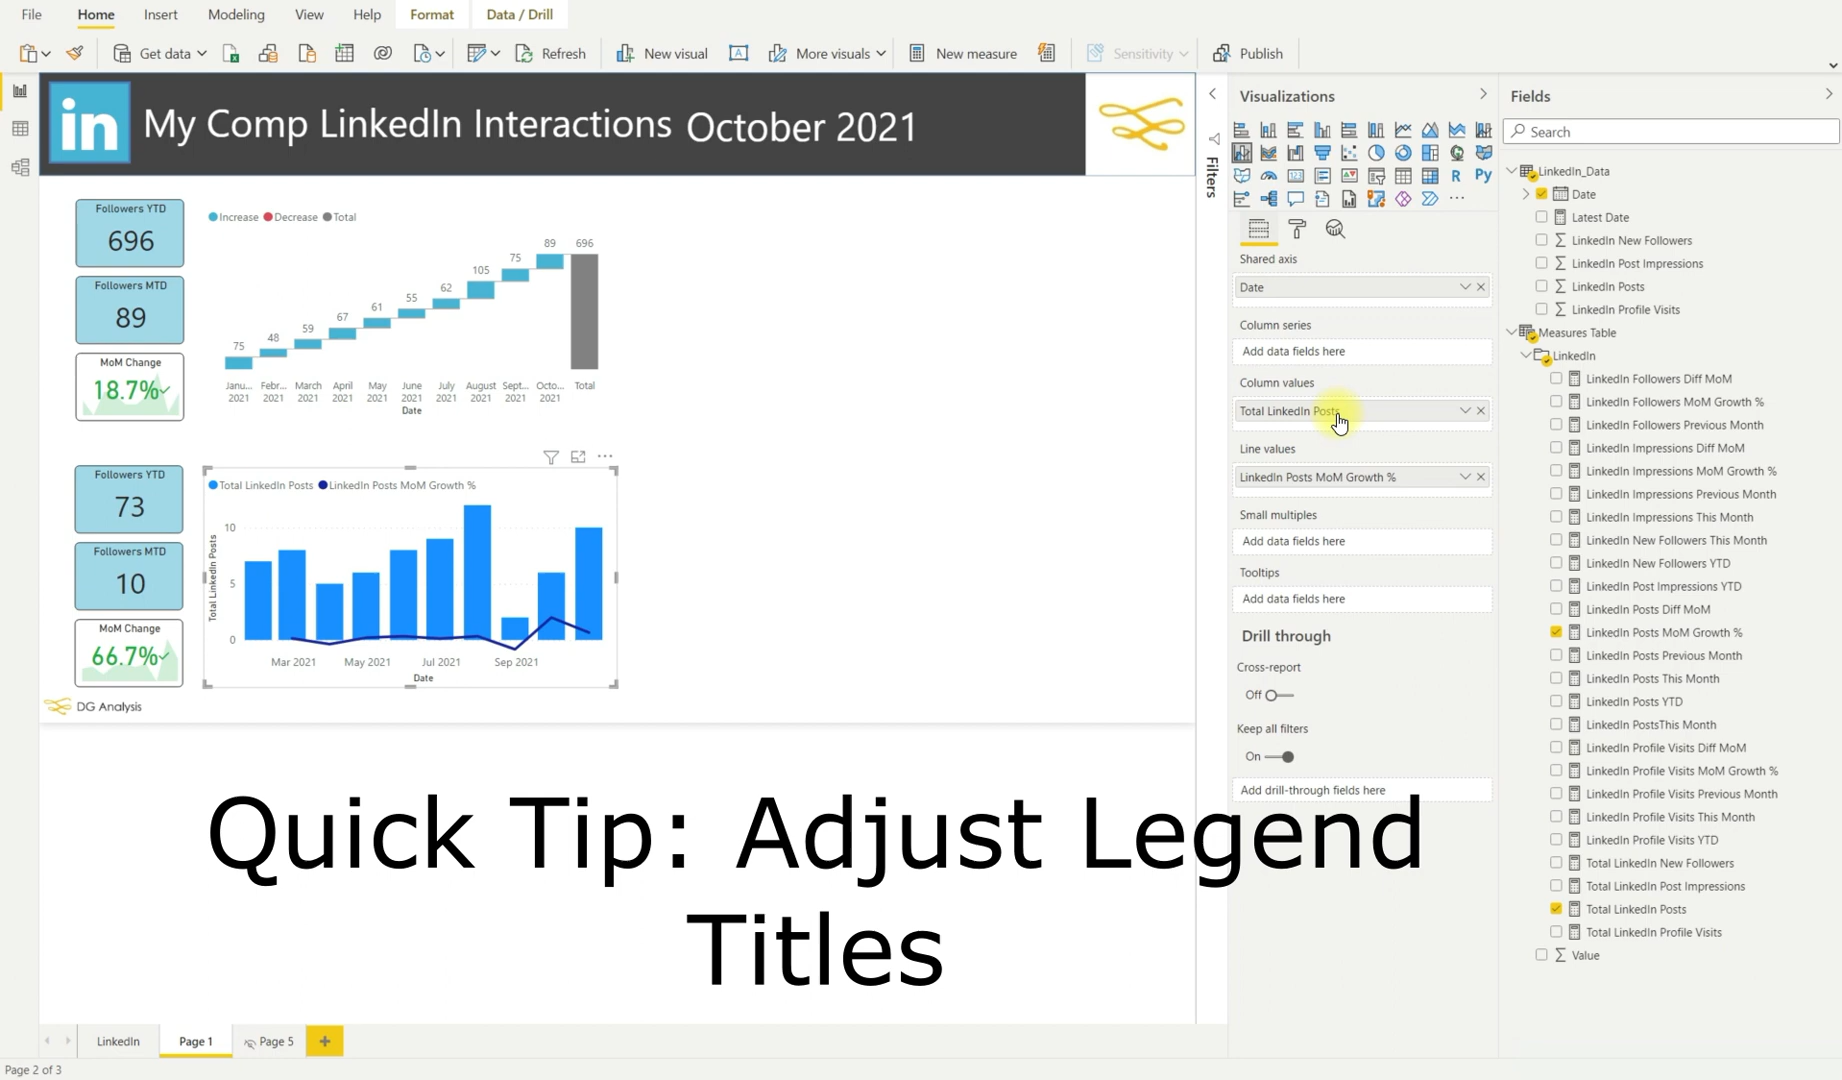 File Home Insert Modeling View Help Format Data / Drill
Get data Refresh New visual A More visuals New measure Sensitivity Publish
in My Comp LinkedIn Interactions October 2021
Followers YTD
696
Followers MTD
89
MoM Change
18.7%
Increase Decrease Total
75 48 59 67 61 55 62 105 75 89 696
Janu... Febr... March April May June July August Sept... Octo... Total
2021 2021 2021 2021 2021 2021 2021 2021 2021 2021
Date
Followers YTD
73
Followers MTD
10
MoM Change
66.7%
Total LinkedIn Posts LinkedIn Posts MoM Growth %
Total LinkedIn Posts
10
5
0
Mar 2021 May 2021 Jul 2021 Sep 2021
Date
DG Analysis
Filters
Visualizations
R Py
Shared axis
Date
Column series
Add data fields here
Column values
Total LinkedIn Posts
Line values
LinkedIn Posts MoM Growth %
Small multiples
Add data fields here
Tooltips
Add data fields here
Drill through
Cross-report
Off
Keep all filters
On
Add drill-through fields here
Fields
Search
LinkedIn_Data
Date
Latest Date
LinkedIn New Followers
LinkedIn Post Impressions
LinkedIn Posts
LinkedIn Profile Visits
Measures Table
LinkedIn
LinkedIn Followers Diff MoM
LinkedIn Followers MoM Growth %
LinkedIn Followers Previous Month
LinkedIn Impressions Diff MoM
LinkedIn Impressions MoM Growth %
LinkedIn Impressions Previous Month
LinkedIn Impressions This Month
LinkedIn New Followers This Month
LinkedIn New Followers YTD
LinkedIn Post Impressions YTD
LinkedIn Posts Diff MoM
LinkedIn Posts MoM Growth %
LinkedIn Posts Previous Month
LinkedIn Posts This Month
LinkedIn Posts YTD
LinkedIn PostsThis Month
LinkedIn Profile Visits Diff MoM
LinkedIn Profile Visits MoM Growth %
LinkedIn Profile Visits Previous Month
LinkedIn Profile Visits This Month
LinkedIn Profile Visits YTD
Total LinkedIn New Followers
Total LinkedIn Post Impressions
Total LinkedIn Posts
Total LinkedIn Profile Visits
Value
Quick Tip: Adjust Legend
Titles
LinkedIn Page 1 Page 5 +
Page 2 of 3